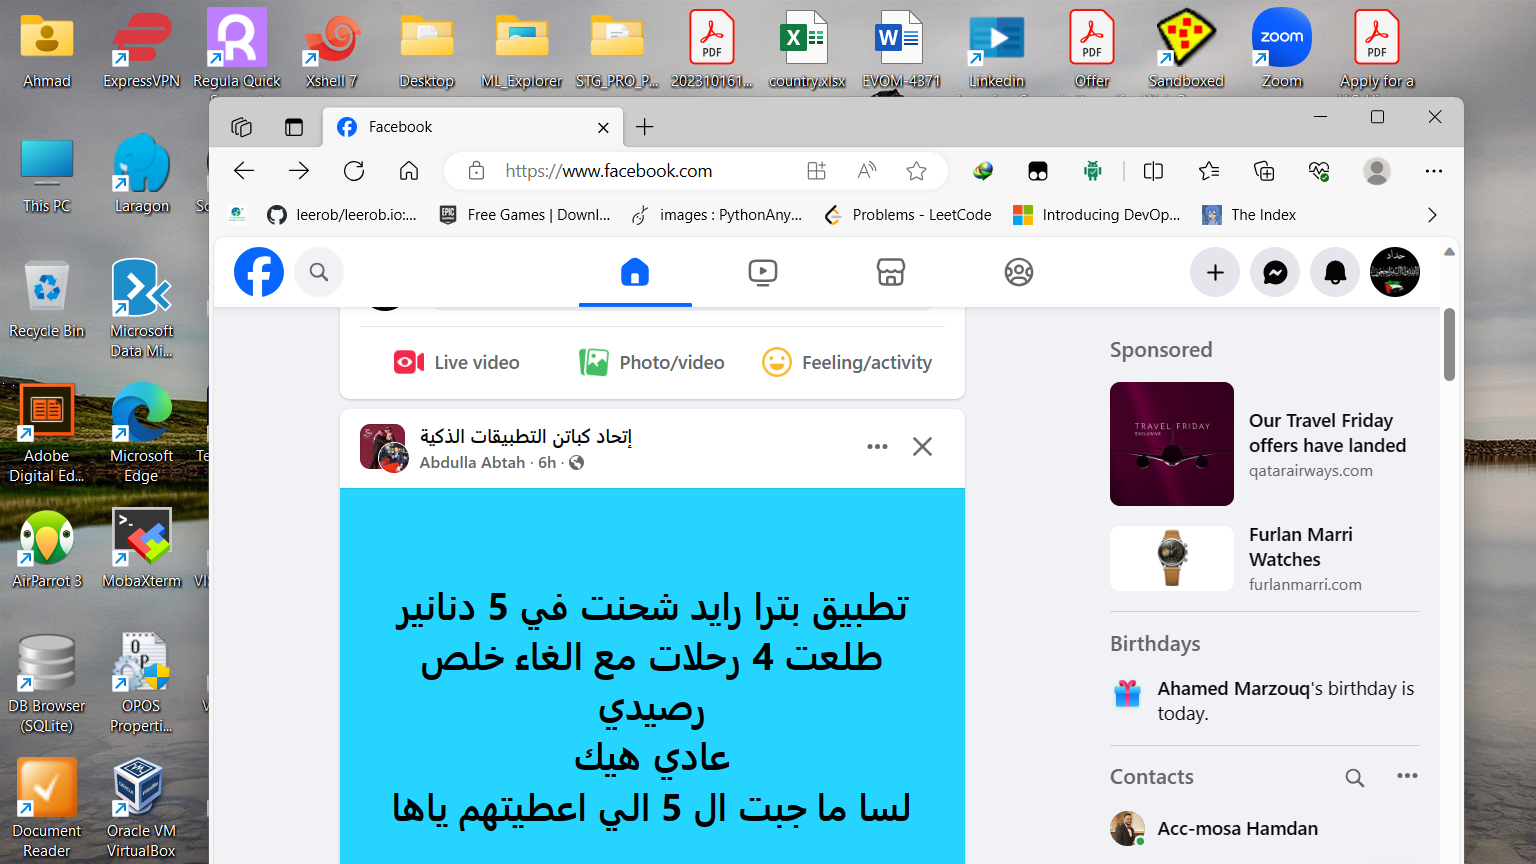 Ahmad
ExpressVPN
Regula Quick
Xshell 7
Desktop
ML_Explorer
STG_PRO_P...
PDF
202310161...
country.xlsx
EVOM-4371
Linkedin
PDF
Offer
Sandboxed
zoom
Zoom
PDF
Apply for a
Facebook
This PC
Laragon
https://www.facebook.com
leerob/leerob.io:...
Free Games | Downl...
images : PythonAny...
Problems - LeetCode
Introducing DevOp...
The Index
Recycle Bin
Microsoft
Data Mi...
Live video
Photo/video
Feeling/activity
Sponsored
TRAVEL FRIDAY
EXCLUSIVE
Our Travel Friday
offers have landed
qatarairways.com
Adobe
Digital Ed...
Microsoft
Edge
إتحاد كباتن التطبيقات الذكية
Abdulla Abtah · 6h ·
Furlan Marri
Watches
furlanmarri.com
AirParrot 3
MobaXterm
تطبيق بترا رايد شحنت في 5 دنانير
طلعت 4 رحلات مع الغاء خلص
رصيدي
عادي هيك
لسا ما جبت ال 5 الي اعطيتهم ياها
Birthdays
Ahamed Marzouq's birthday is
today.
DB Browser
(SQLite)
OPOS
Properti...
Contacts
Acc-mosa Hamdan
Document
Reader
Oracle VM
VirtualBox